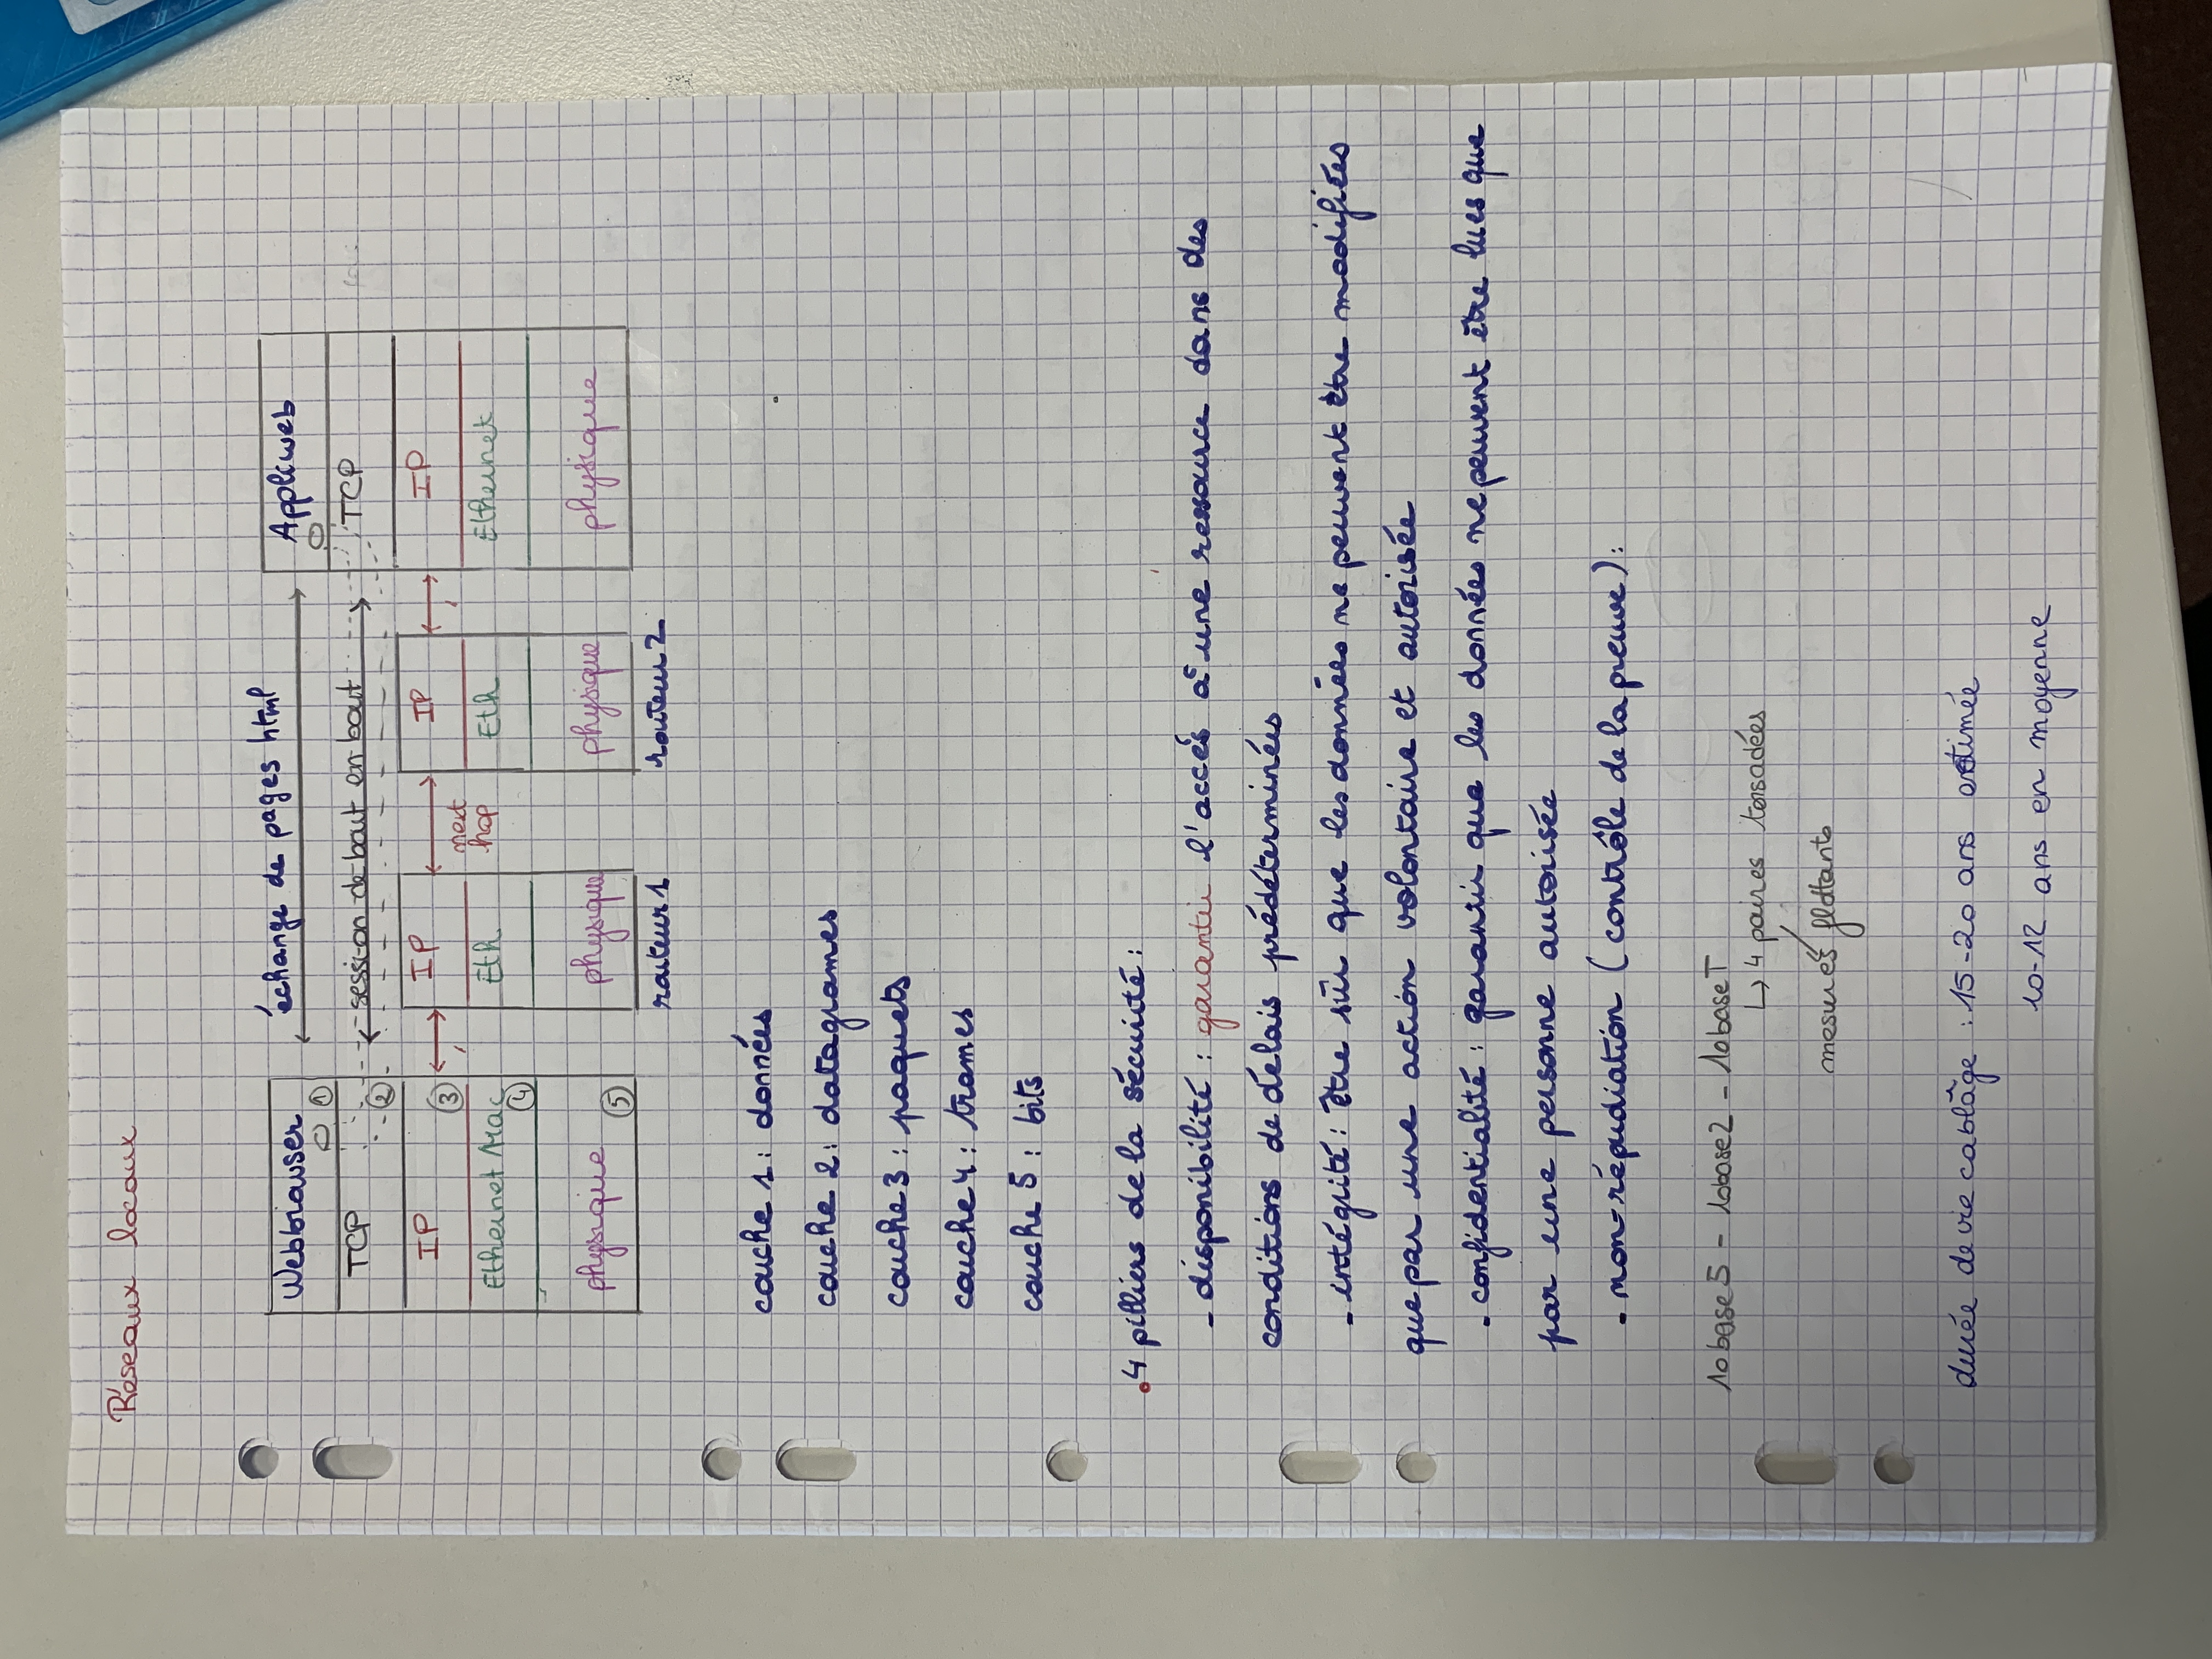 Réseaux locaux
Webbrowser
échange de pages html
Appliweb
①
TCP
session de bout en bout
TCP
②
IP
IP
IP
IP
③
next
hop
Ethernet Mac
Eth
Eth
Ethernet
④
physique
physique
physique
physique
⑤
routeur 1
routeur 2
couche 1 : données
couche 2 : datagrames
couche 3 : paquets
couche 4 : trames
couche 5 : bits
. 4 pilliers de la sécurité :
- disponibilité : garantir l'accés à une ressource dans des
conditions de délais prédéterminées
- intégrité : être sûr que les données ne peuvent être modifiées
que par une action volontaire et autorisée
- confidentialité : garantir que les données ne peuvent être lues que
par une personne autorisée
- non-répudiation (contrôle de la preuve) :
10base5 - 10base2 - 10baseT
↳ 4 paires torsadées
mesures flottants
durée de vie cablâge : 15-20 ans estimée
10-12 ans en moyenne